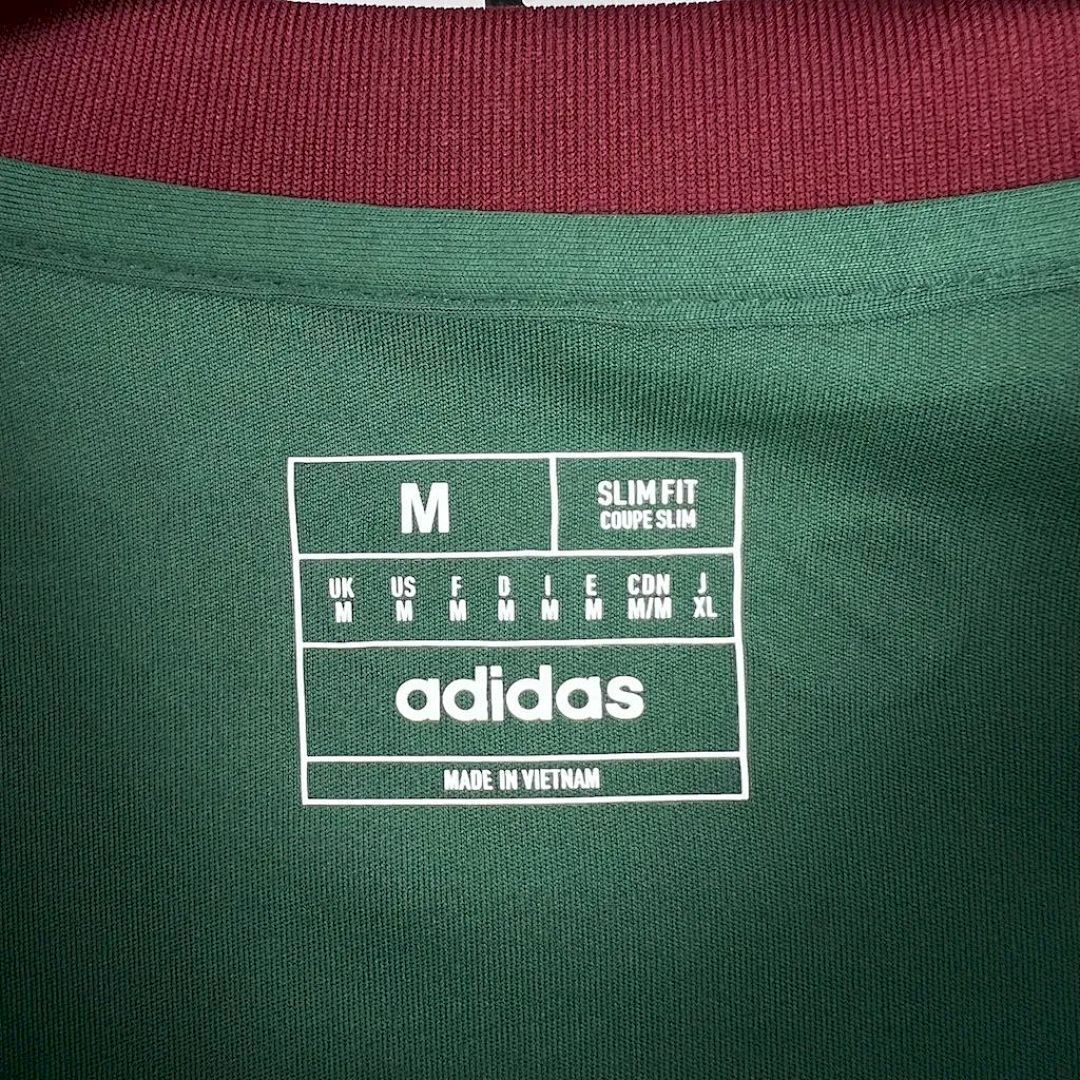 M
SLIM FIT
COUPE SLIM
UK US F D I E CDN J
M M M M M M M/M XL
adidas
MADE IN VIETNAM